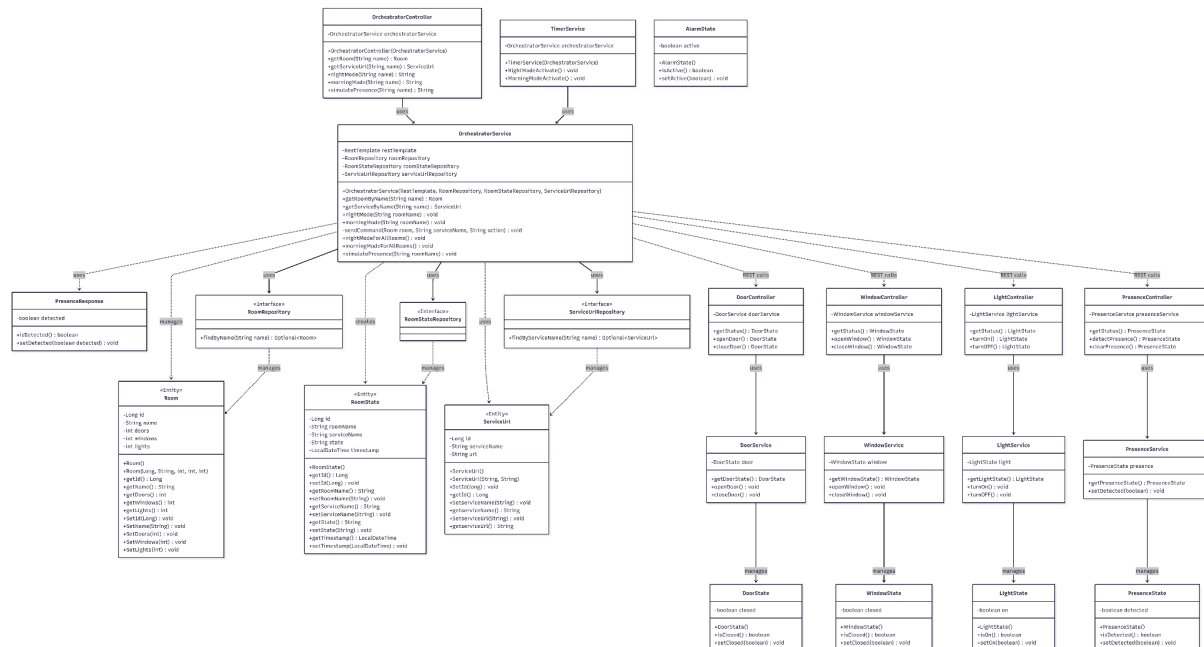 OrchestratorController
-OrchestratorService orchestratorService
+OrchestratorController(OrchestratorService)
+getRoom(String name) : Room
+getServiceUrl(String name) : ServiceUrl
+nightMode(String name) : String
+morningMode(String name) : String
+simulatePresence(String name) : String
TimerService
-OrchestratorService orchestratorService
+TimerService(OrchestratorService)
+NightModeActivate() : void
+MorningModeActivate() : void
AlarmState
-boolean active
+AlarmState()
+isActive() : boolean
+setActive(boolean) : void
uses
uses
OrchestratorService
-RestTemplate restTemplate
-RoomRepository roomRepository
-RoomStateRepository roomStateRepository
-ServiceUrlRepository serviceUrlRepository
+OrchestratorService(RestTemplate, RoomRepository, RoomStateRepository, ServiceUrlRepository)
+getRoomByName(String name) : Room
+getServiceByName(String name) : ServiceUrl
+nightMode(String roomName) : void
+morningMode(String roomName) : void
-sendCommand(Room room, String serviceName, String action) : void
+nightModeForAllRooms() : void
+morningModeForAllRooms() : void
+simulatePresence(String roomName) : void
uses
uses
uses
uses
REST calls
REST calls
REST calls
REST calls
PresenceResponse
-boolean detected
+isDetected() : boolean
+setDetected(boolean detected) : void
manages
«Interface»
RoomRepository
+findByName(String name) : Optional<Room>
creates
«Interface»
RoomStateRepository
uses
«Interface»
ServiceUrlRepository
+findByServiceName(String name) : Optional<ServiceUrl>
DoorController
-DoorService doorService
+getStatus() : DoorState
+openDoor() : DoorState
+closeDoor() : DoorState
WindowController
-WindowService windowService
+getStatus() : WindowState
+openWindow() : WindowState
+closeWindow() : WindowState
LightController
-LightService lightService
+getStatus() : LightState
+turnOn() : LightState
+turnOff() : LightState
PresenceController
-PresenceService presenceService
+getStatus() : PresenceState
+detectPresence() : PresenceState
+clearPresence() : PresenceState
manages
manages
manages
uses
uses
uses
uses
«Entity»
Room
-Long id
-String name
-int doors
-int windows
-int lights
+Room()
+Room(Long, String, int, int, int)
+getId() : Long
+getName() : String
+getDoors() : int
+getWindows() : int
+getLights() : int
+SetId(Long) : void
+SetName(String) : void
+SetDoors(int) : void
+SetWindows(int) : void
+SetLights(int) : void
«Entity»
RoomState
-Long id
-String roomName
-String serviceName
-String state
-LocalDateTime timestamp
+RoomState()
+getId() : Long
+setId(Long) : void
+getRoomName() : String
+setRoomName(String) : void
+getServiceName() : String
+setServiceName(String) : void
+getState() : String
+setState(String) : void
+getTimestamp() : LocalDateTime
+setTimestamp(LocalDateTime) : void
«Entity»
ServiceUrl
-Long id
-String serviceName
-String url
+ServiceUrl()
+ServiceUrl(String, String)
+SetId(long) : void
+getId() : Long
+SetserviceName(String) : void
+getserviceName() : String
+SetserviceUrl(String) : void
+getserviceUrl() : String
DoorService
-DoorState door
+getDoorState() : DoorState
+openDoor() : void
+closeDoor() : void
WindowService
-WindowState window
+getWindowState() : WindowState
+openWindow() : void
+closeWindow() : void
LightService
-LightState light
+getLightState() : LightState
+turnOn() : void
+turnOff() : void
PresenceService
-PresenceState presence
+getPresenceState() : PresenceState
+setDetected(boolean) : void
manages
manages
manages
manages
DoorState
-boolean closed
+DoorState()
+isClosed() : boolean
+setClosed(boolean) : void
WindowState
-boolean closed
+WindowState()
+isClosed() : boolean
+setClosed(boolean) : void
LightState
-boolean on
+LightState()
+isOn() : boolean
+setOn(boolean) : void
PresenceState
-boolean detected
+PresenceState()
+isDetected() : boolean
+setDetected(boolean) : void